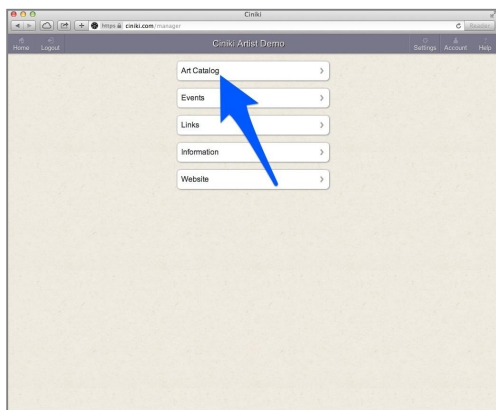 Ciniki
https ciniki.com/manager
Reader
Home
Logout
Ciniki Artist Demo
Settings
Account
Help
Art Catalog
Events
Links
Information
Website